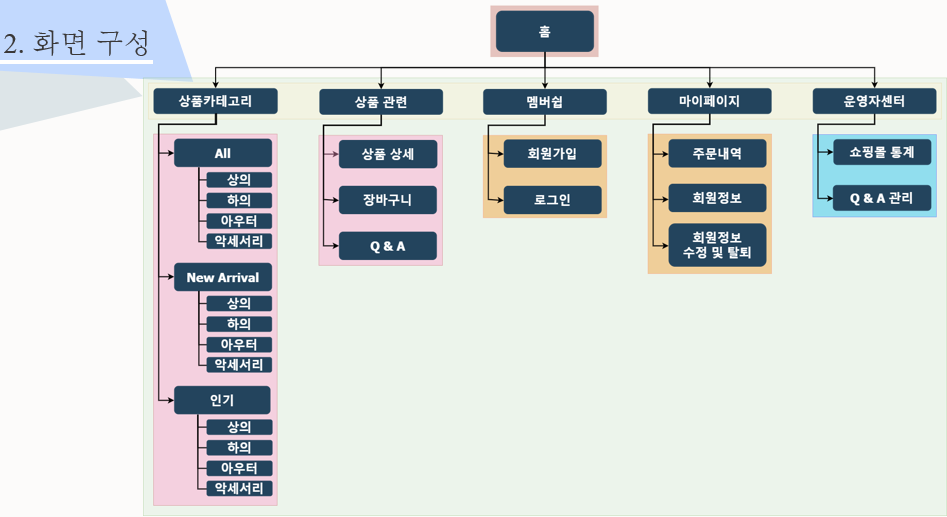 2. 화면 구성
홈
상품카테고리
상품 관련
멤버쉽
마이페이지
운영자센터
All
상의
하의
아우터
악세서리
New Arrival
상의
하의
아우터
악세서리
인기
상의
하의
아우터
악세서리
상품 상세
장바구니
Q & A
회원가입
로그인
주문내역
회원정보
회원정보
수정 및 탈퇴
쇼핑몰 통계
Q & A 관리